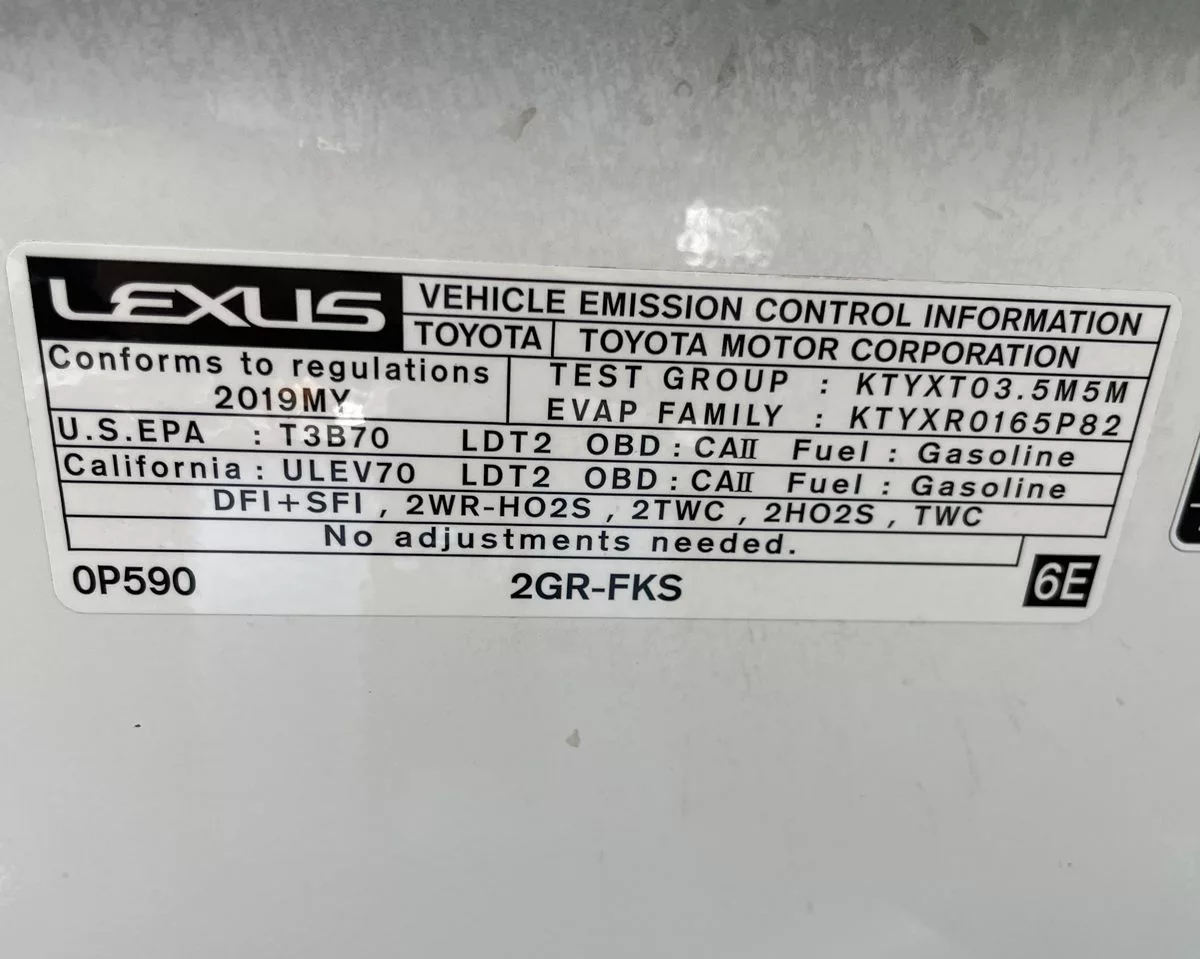 LEXUS
VEHICLE EMISSION CONTROL INFORMATION
TOYOTA TOYOTA MOTOR CORPORATION
Conforms to regulations
2019MY
TEST GROUP : KTYXT03.5M5M
EVAP FAMILY : KTYXR0165P82
U.S.EPA : T3B70 LDT2 OBD : CAⅡ Fuel : Gasoline
California : ULEV70 LDT2 OBD : CAⅡ Fuel : Gasoline
DFI+SFI , 2WR-HO2S , 2TWC , 2HO2S , TWC
No adjustments needed.
0P590 2GR-FKS 6E